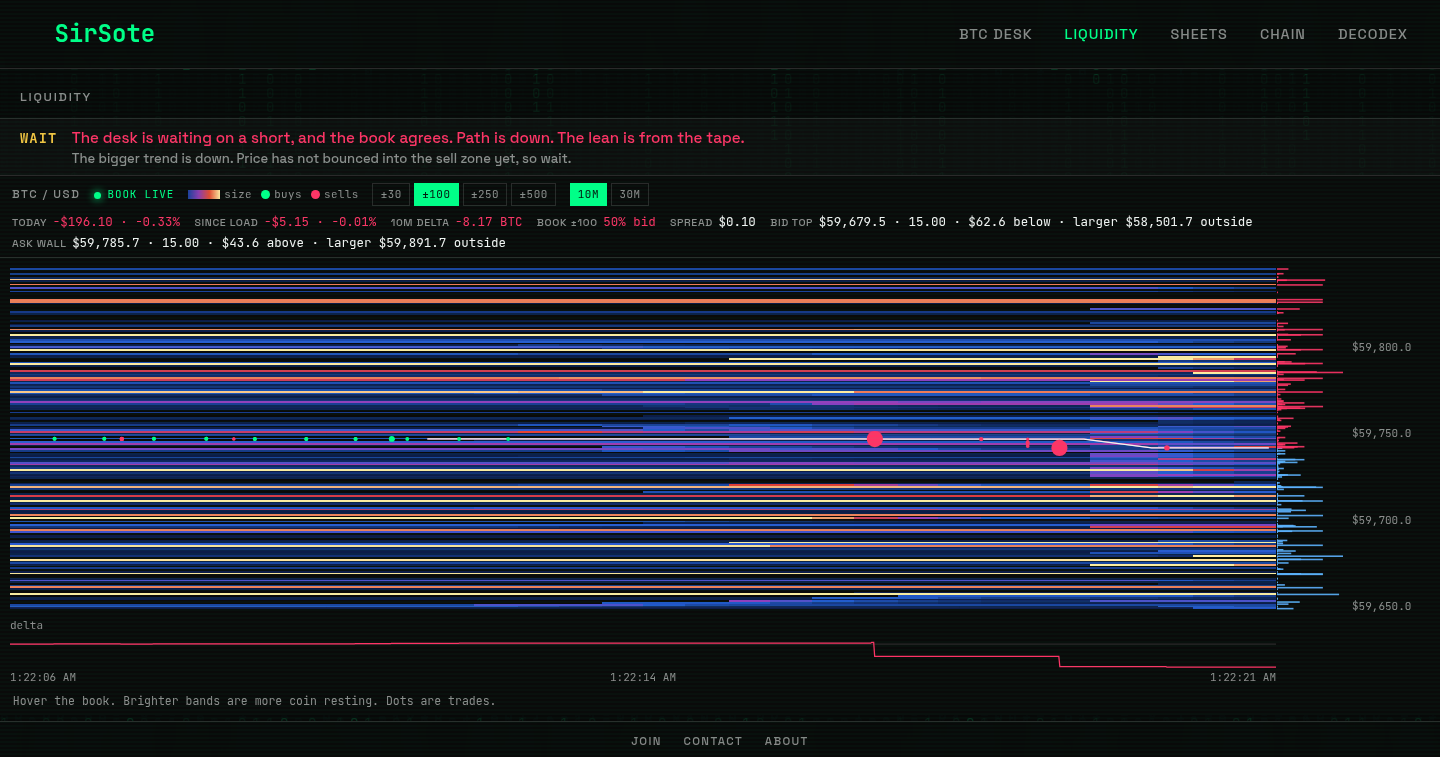 SirSote
BTC DESK LIQUIDITY SHEETS CHAIN DECODEX
LIQUIDITY
WAIT The desk is waiting on a short, and the book agrees. Path is down. The lean is from the tape.
The bigger trend is down. Price has not bounced into the sell zone yet, so wait.
BTC / USD BOOK LIVE size buys sells ±30 ±100 ±250 ±500 10M 30M
TODAY -$196.10 · -0.33% SINCE LOAD -$5.15 · -0.01% 10M DELTA -8.17 BTC BOOK ±100 50% bid SPREAD $0.10 BID TOP $59,679.5 · 15.00 · $62.6 below · larger $58,501.7 outside
ASK WALL $59,785.7 · 15.00 · $43.6 above · larger $59,891.7 outside
$59,800.0
$59,750.0
$59,700.0
$59,650.0
delta
1:22:06 AM 1:22:14 AM 1:22:21 AM
Hover the book. Brighter bands are more coin resting. Dots are trades.
JOIN CONTACT ABOUT